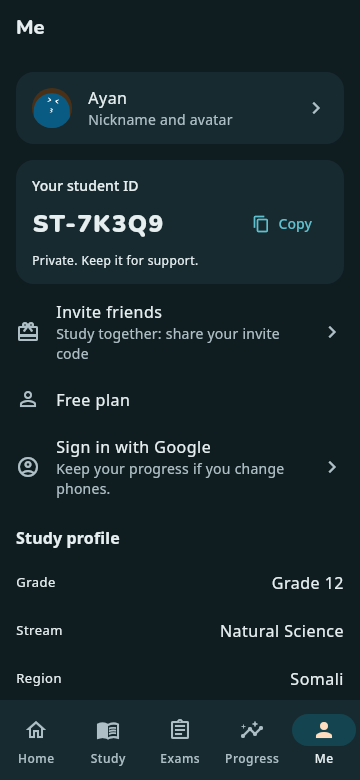 Me
Ayan
Nickname and avatar
Your student ID
ST-7K3Q9
Copy
Private. Keep it for support.
Invite friends
Study together: share your invite
code
Free plan
Sign in with Google
Keep your progress if you change
phones.
Study profile
Grade
Grade 12
Stream
Natural Science
Region
Somali
Home
Study
Exams
Progress
Me